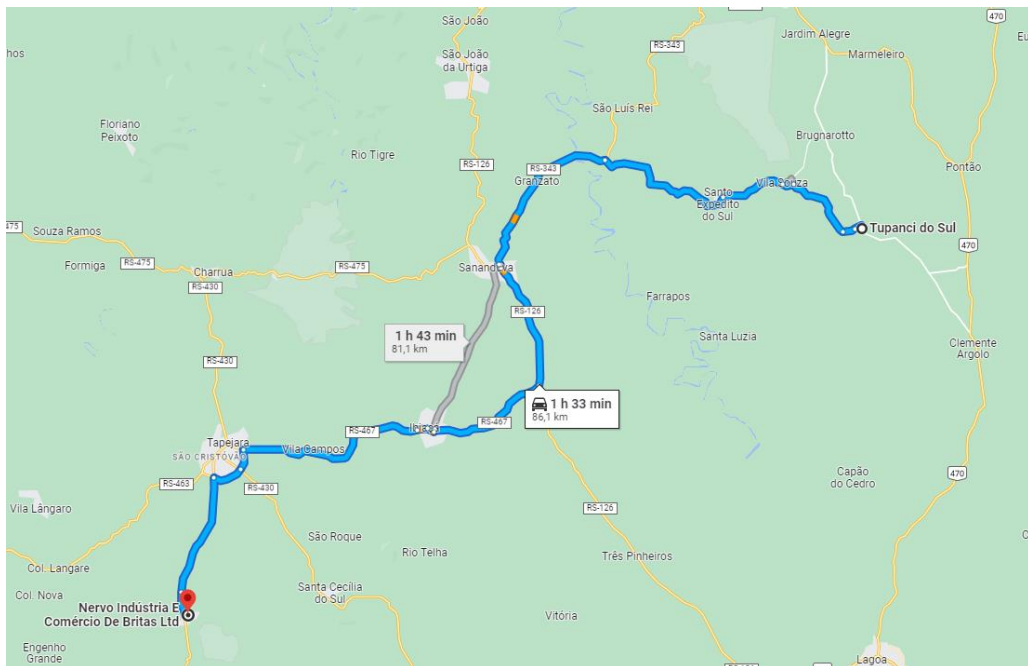 São João
470
hos
RS-343
Jardim Alegre
Eu
São João
da Urtiga
Marmeleiro
São Luís Rei
Floriano
Peixoto
Brugnarotto
Rio Tigre
RS-126
RS-343
Pontão
Granzato
Santo
Expedito
do Sul
Vila Souza
475
Souza Ramos
Tupanci do Sul
470
Formiga
RS-475
Charrua
RS-475
Sananduva
RS-430
Farrapos
RS-126
1 h 43 min
81,1 km
Santa Luzia
Clemente
Argolo
RS-430
1 h 33 min
86,1 km
RS-467
RS-467
Tapejara
Vila Campos
SÃO CRISTÓVÃO
RS-463
RS-430
Capão
do Cedro
470
Vila Lângaro
RS-126
São Roque
C
Rio Telha
Três Pinheiros
Col. Langare
Col. Nova
Santa Cecília
do Sul
Nervo Indústria E
Comércio De Britas Ltd
Vitória
Engenho
Grande
Lagoa